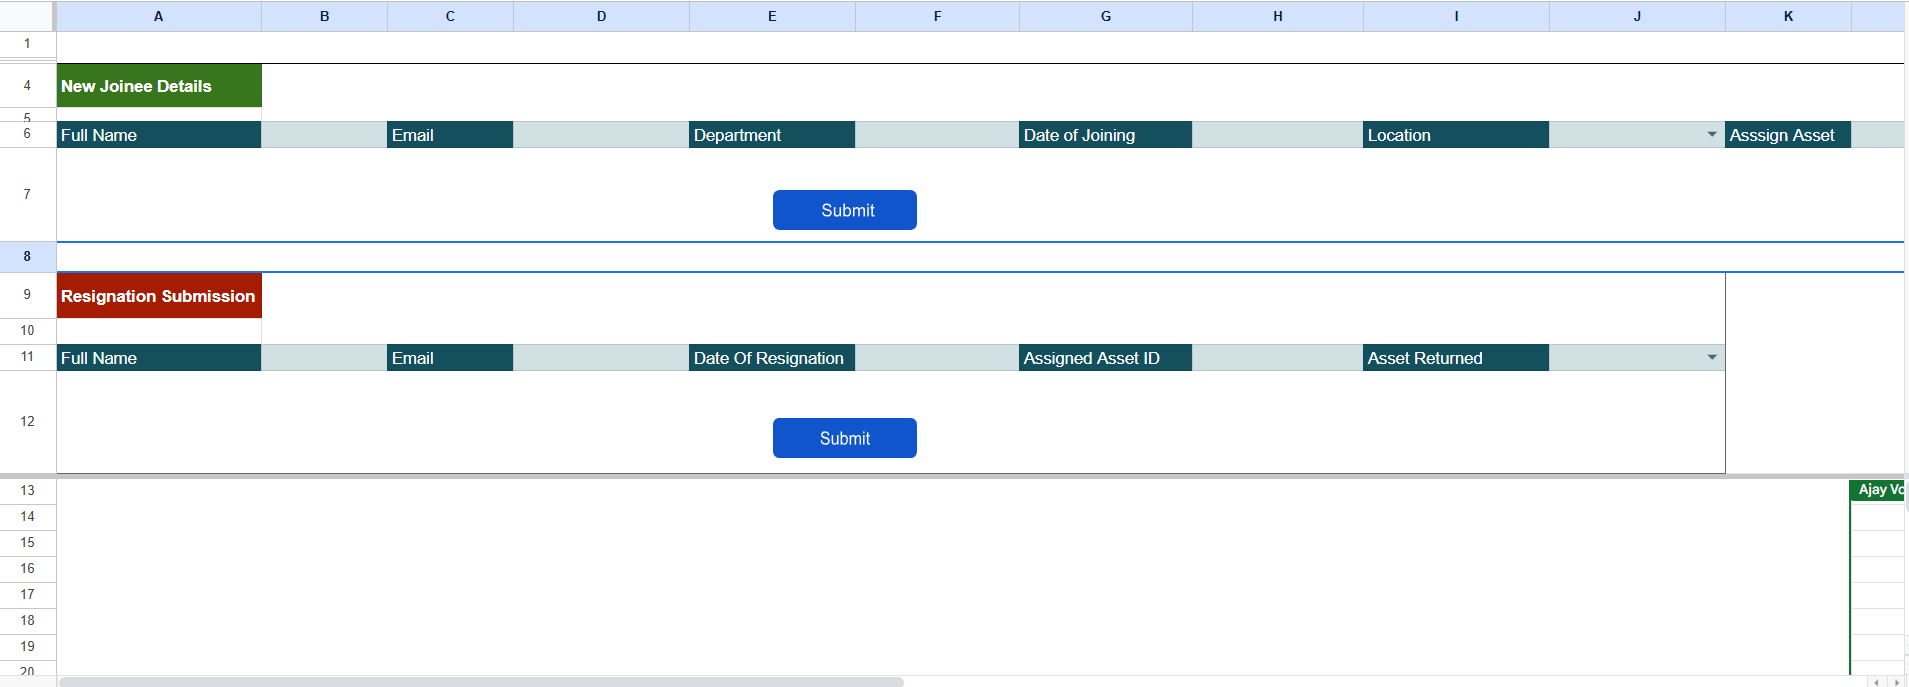 A B C D E F G H I J K
1
4 New Joinee Details
5
6 Full Name Email Department Date of Joining Location Asssign Asset
7
Submit
8
9 Resignation Submission
10
11 Full Name Email Date Of Resignation Assigned Asset ID Asset Returned
12
Submit
13 Ajay
14
15
16
17
18
19
20